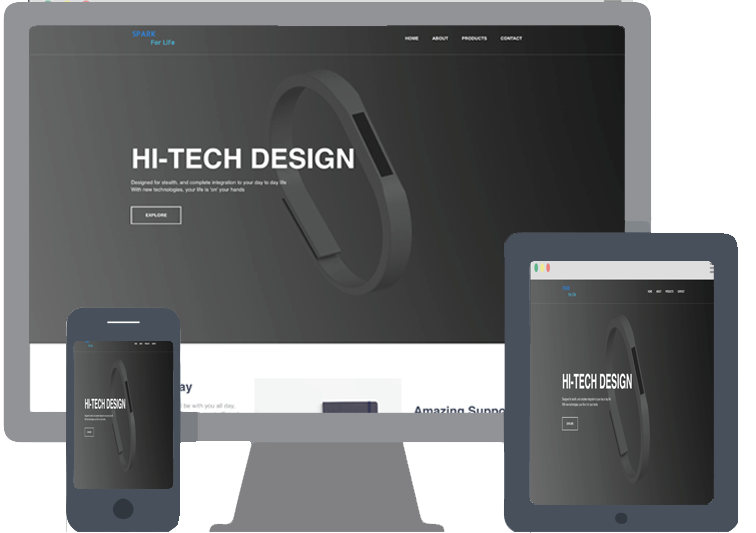 SPARK
For Life
HOME ABOUT PRODUCTS CONTACT
HI-TECH DESIGN
Designed for stealth, and complete integration to your day to day life
With new technologies, your life is 'on' your hands
EXPLORE
ay
be with you all day,
Amazing Suppo
HI-TECH DESIGN
HI-TECH DESIGN